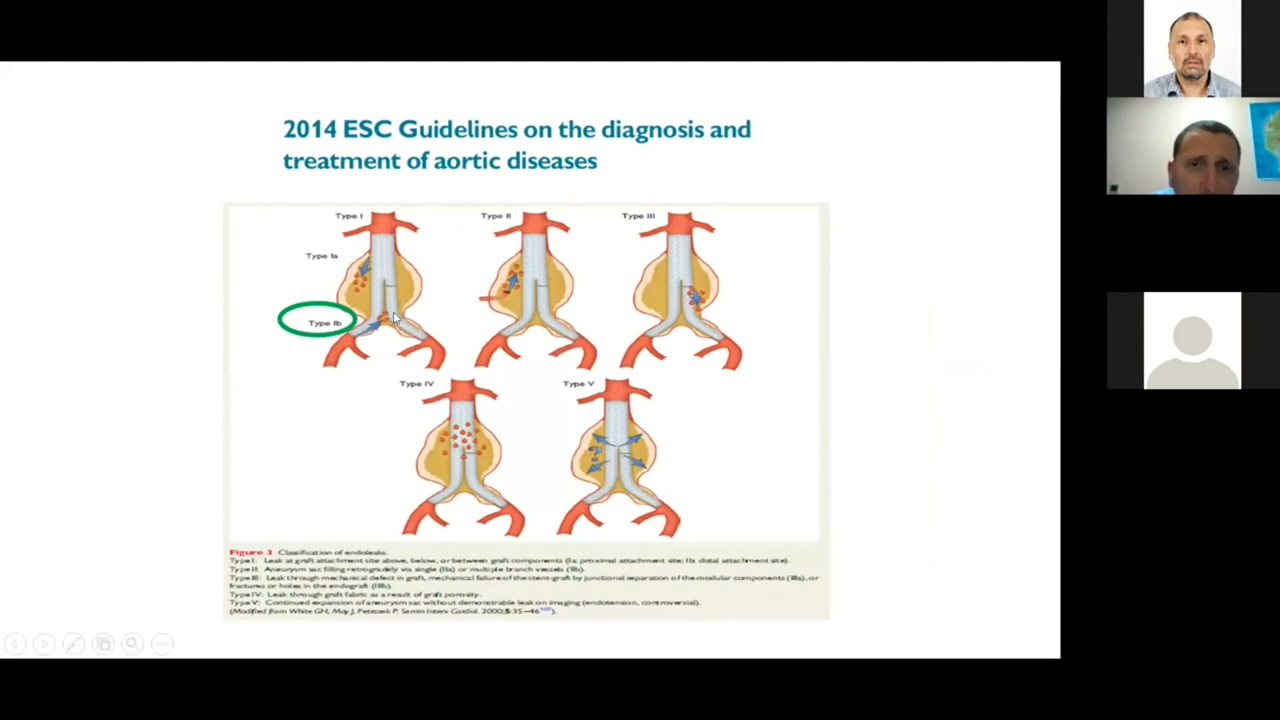 2014 ESC Guidelines on the diagnosis and
treatment of aortic diseases
Type I
Type II
Type III
Type Ia
Type Ib
Type IV
Type V
?
Figure 3 Classification of endoleaks.
Type I: Leak at graft attachment site above, below, or between graft components (Ia: proximal attachment site; Ib: distal attachment site).
Type II: Aneurysm sac filling retrogradely via single (IIa) or multiple branch vessels (IIb).
Type III: Leak through mechanical defect in graft, mechanical failure of the stent-graft by junctional separation of the modular components (IIIa), or
fractures or holes in the endograft (IIIb).
Type IV: Leak through graft fabric as a result of graft porosity.
Type V: Continued expansion of aneurysm sac without demonstrable leak on imaging (endotension, controversial).
(Modified from White GH, May J, Petrasek P. Semin Interv Cardiol. 2000;5:35–46